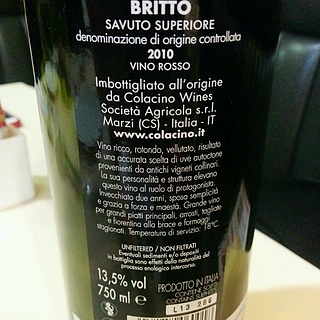 BRITTO
SAVUTO SUPERIORE
denominazione di origine controllata
2010
VINO ROSSO
Imbottigliato all'origine
da Colacino Wines
Società Agricola s.r.l.
Marzi (CS) - Italia - IT
www.colacino.it
Vino ricco, rotondo, vellutato, risultato
di una accurata scelta di uve autoctone
provenienti da antichi vigneti collinari.
La sua personalità e struttura elevano
questo vino al ruolo di protagonista.
Invecchiato due anni, sposa semplicità
e grazia a forza e maestà. Grande vino
per grandi piatti principali, arrosti, tagliate
e fiorentina alla brace e formaggi
stagionati. Temperatura di servizio: 18°C.
UNFILTERED / NON FILTRATI
Eventuali sedimenti e/o depositi
in bottiglia sono effetti della naturalità del
processo enologico intercorso.
13,5% vol
750 ml e
PRODOTTO IN ITALIA
CONTIENE SOLFITI
CONTAINS SULPHITES
L13 286